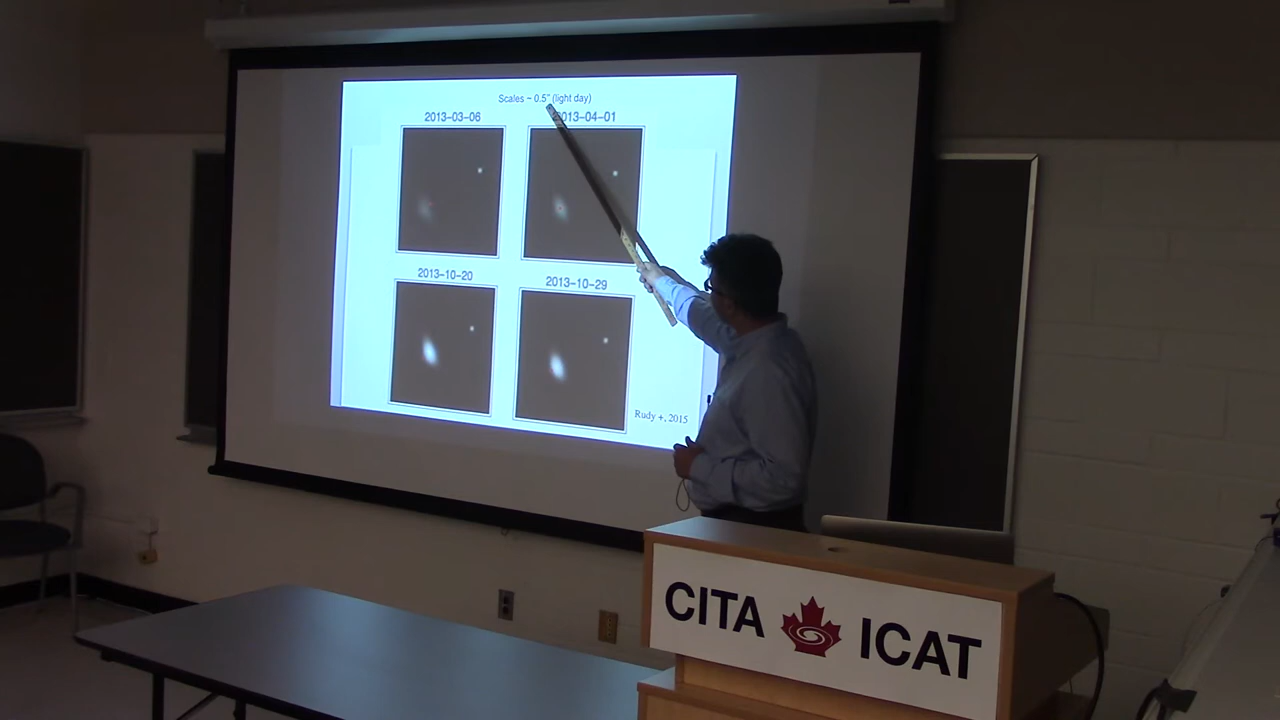 Scales ~ 0.5" (light day)
2013-03-06
2013-04-01
2013-10-20
2013-10-29
Rudy +, 2015
CITA ICAT